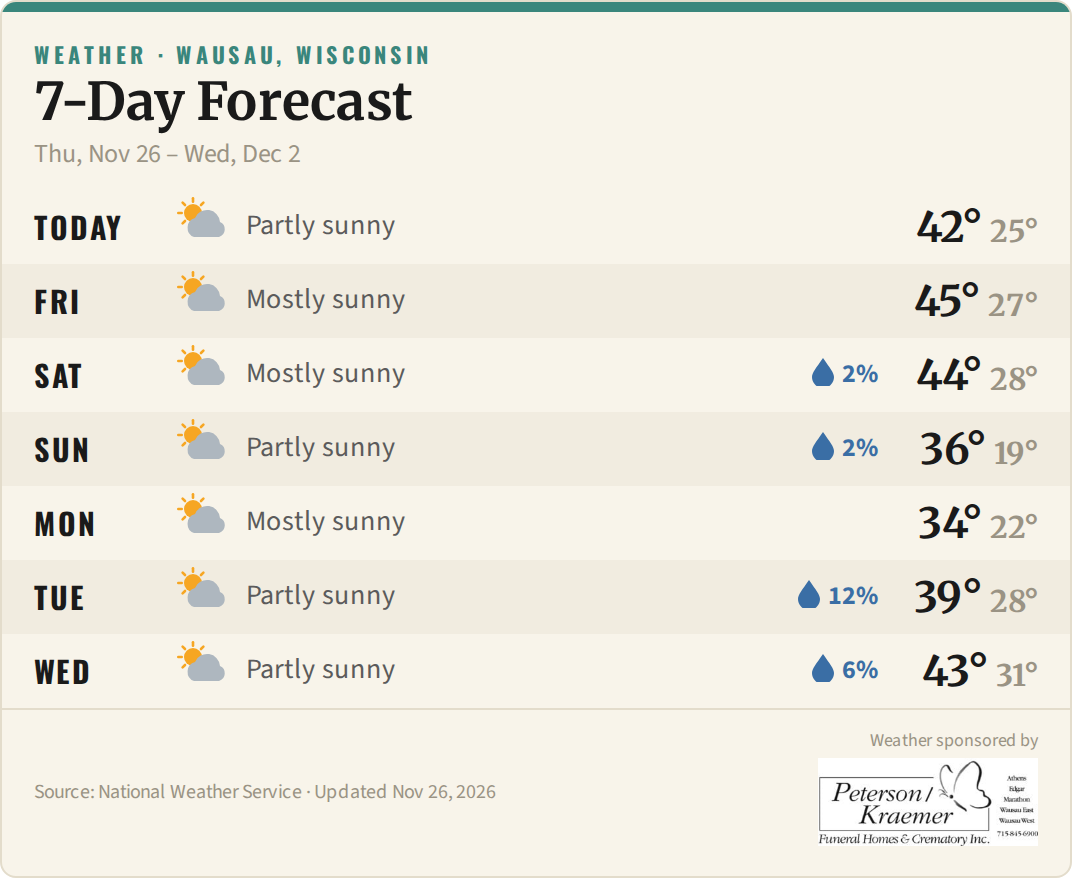 WEATHER · WAUSAU, WISCONSIN
7-Day Forecast
Thu, Nov 26 – Wed, Dec 2
TODAY Partly sunny 42° 25°
FRI Mostly sunny 45° 27°
SAT Mostly sunny 2% 44° 28°
SUN Partly sunny 2% 36° 19°
MON Mostly sunny 34° 22°
TUE Partly sunny 12% 39° 28°
WED Partly sunny 6% 43° 31°
Weather sponsored by
Source: National Weather Service · Updated Nov 26, 2026
Peterson/
Kraemer
Funeral Homes & Crematory Inc.
Athens
Edgar
Marathon
Wausau East
Wausau West
715-845-6900